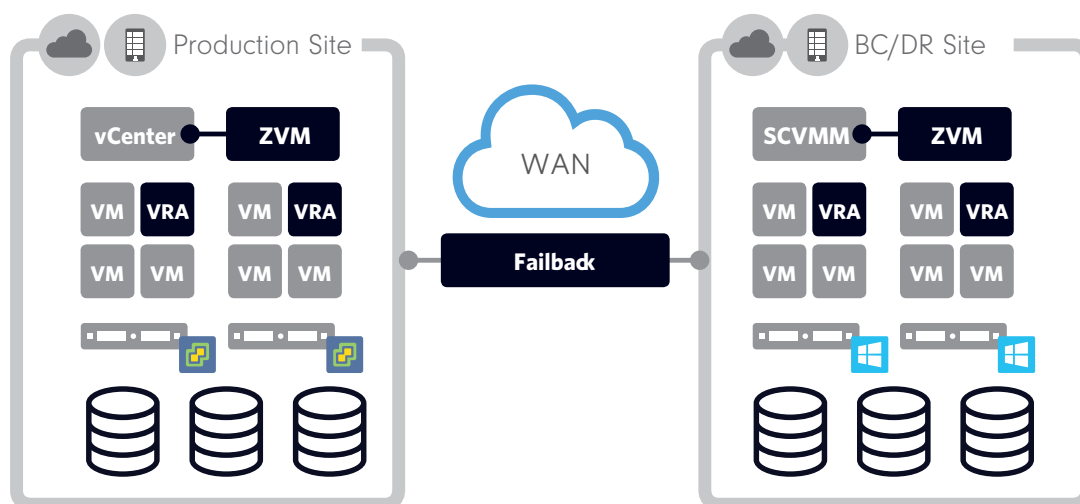 Production Site
vCenter
ZVM
VM
VRA
VM
VRA
VM
VM
VM
VM
WAN
Failback
BC/DR Site
SCVMM
ZVM
VM
VRA
VM
VRA
VM
VM
VM
VM